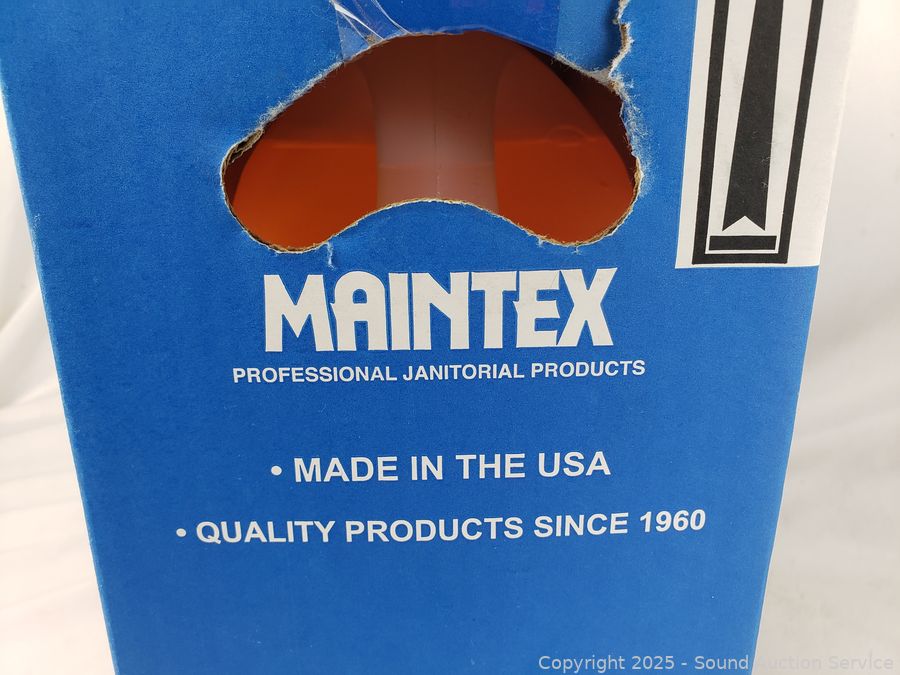 MAINTEX
PROFESSIONAL JANITORIAL PRODUCTS
• MADE IN THE USA
• QUALITY PRODUCTS SINCE 1960
Copyright 2025 - Sound Auction Service